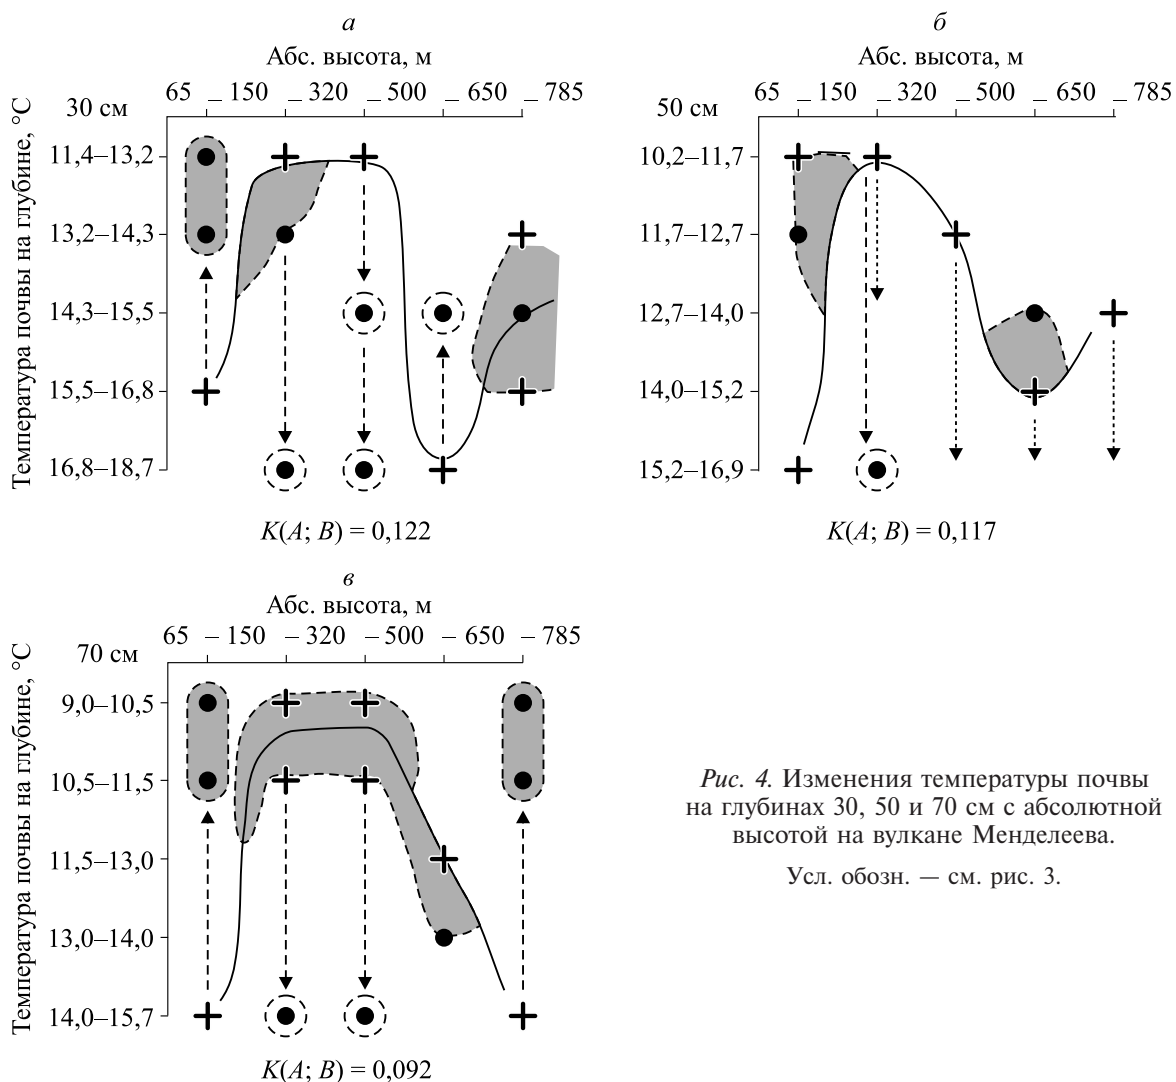 а
Абс. высота, м
65 – 150 – 320 – 500 – 650 – 785
30 см
Температура почвы на глубине, °C
11,4–13,2
13,2–14,3
14,3–15,5
15,5–16,8
16,8–18,7
K(A; B) = 0,122
б
Абс. высота, м
65 – 150 – 320 – 500 – 650 – 785
50 см
10,2–11,7
11,7–12,7
12,7–14,0
14,0–15,2
15,2–16,9
K(A; B) = 0,117
в
Абс. высота, м
65 – 150 – 320 – 500 – 650 – 785
70 см
Температура почвы на глубине, °C
9,0–10,5
10,5–11,5
11,5–13,0
13,0–14,0
14,0–15,7
K(A; B) = 0,092
Рис. 4. Изменения температуры почвы
на глубинах 30, 50 и 70 см с абсолютной
высотой на вулкане Менделеева.
Усл. обозн. — см. рис. 3.